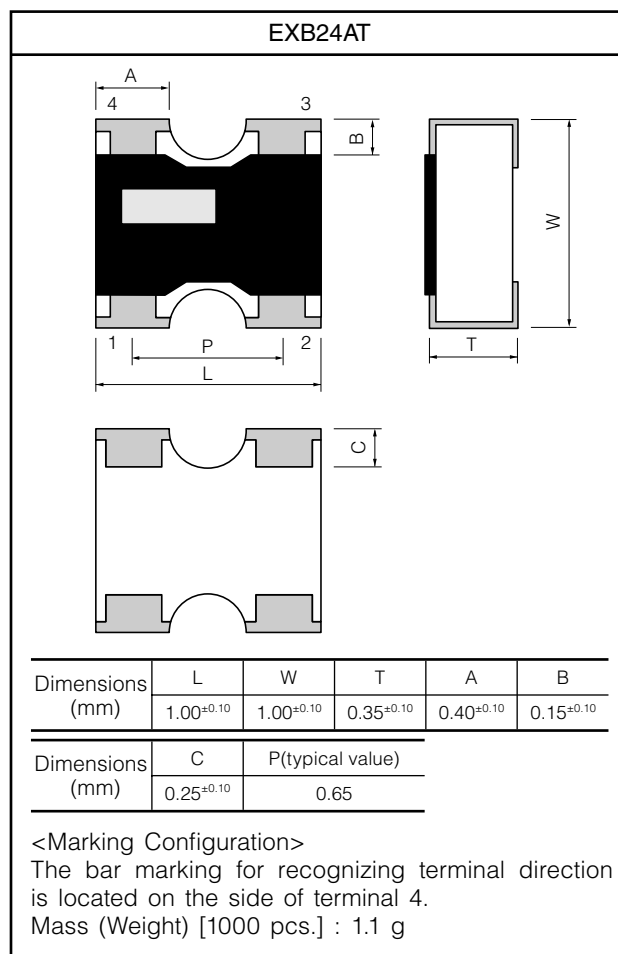 EXB24AT
A
4 3
B
W
1 2
P
L
T
C
Dimensions (mm) L W T A B
1.00±0.10 1.00±0.10 0.35±0.10 0.40±0.10 0.15±0.10
Dimensions (mm) C P(typical value)
0.25±0.10 0.65
<Marking Configuration>
The bar marking for recognizing terminal direction
is located on the side of terminal 4.
Mass (Weight) [1000 pcs.] : 1.1 g